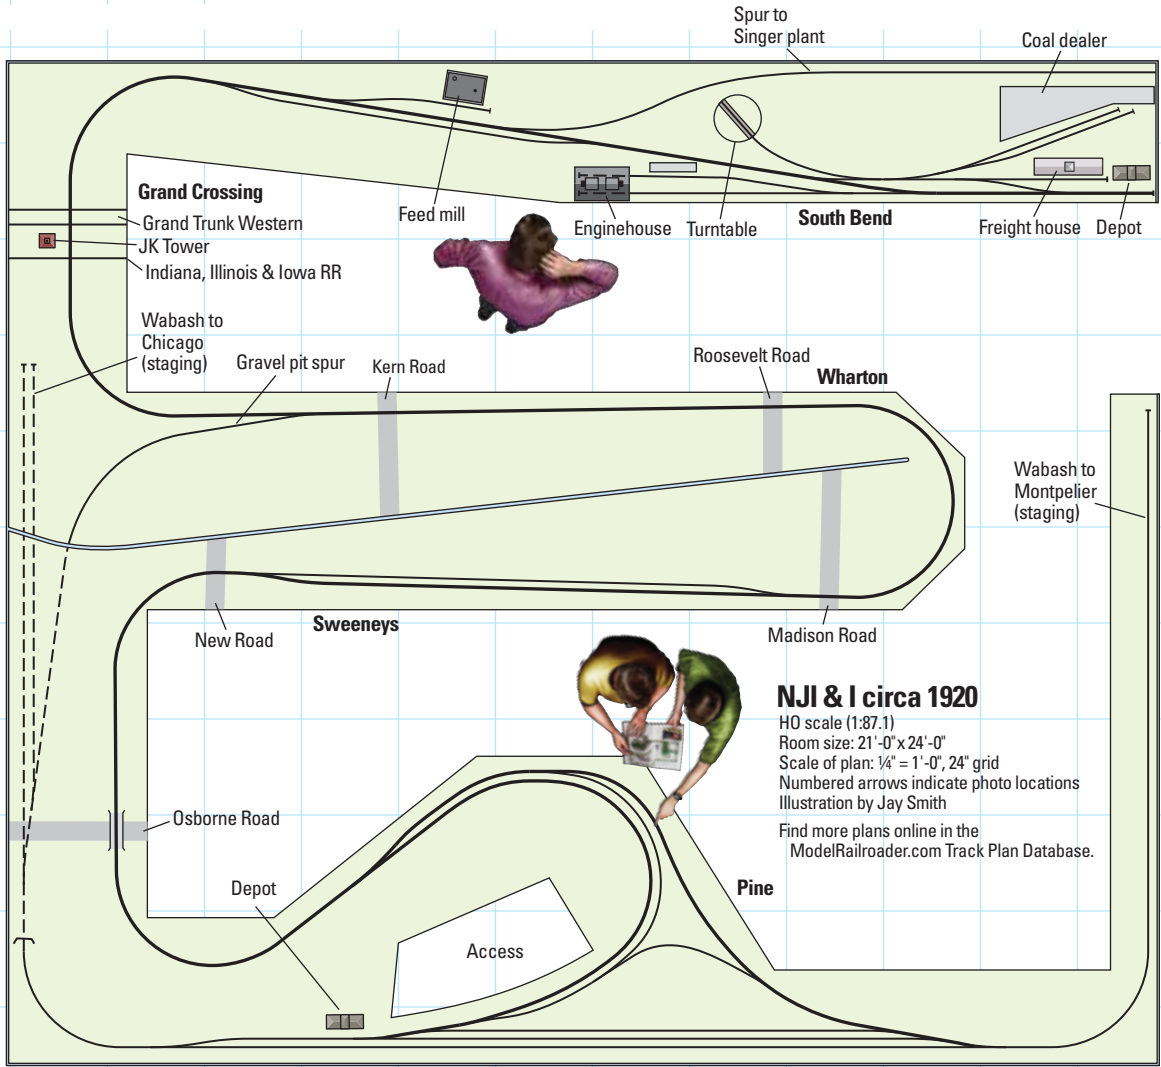 Spur to
Singer plant
Coal dealer
Grand Crossing
Grand Trunk Western
JK Tower
Indiana, Illinois & Iowa RR
Feed mill
Enginehouse
Turntable
South Bend
Freight house
Depot
Wabash to
Chicago
(staging)
Gravel pit spur
Kern Road
Roosevelt Road
Wharton
Wabash to
Montpelier
(staging)
New Road
Sweeneys
Madison Road
NJI & I circa 1920
HO scale (1:87.1)
Room size: 21'-0" x 24'-0"
Scale of plan: ¼" = 1'-0", 24" grid
Numbered arrows indicate photo locations
Illustration by Jay Smith
Find more plans online in the
ModelRailroader.com Track Plan Database.
Osborne Road
Depot
Pine
Access